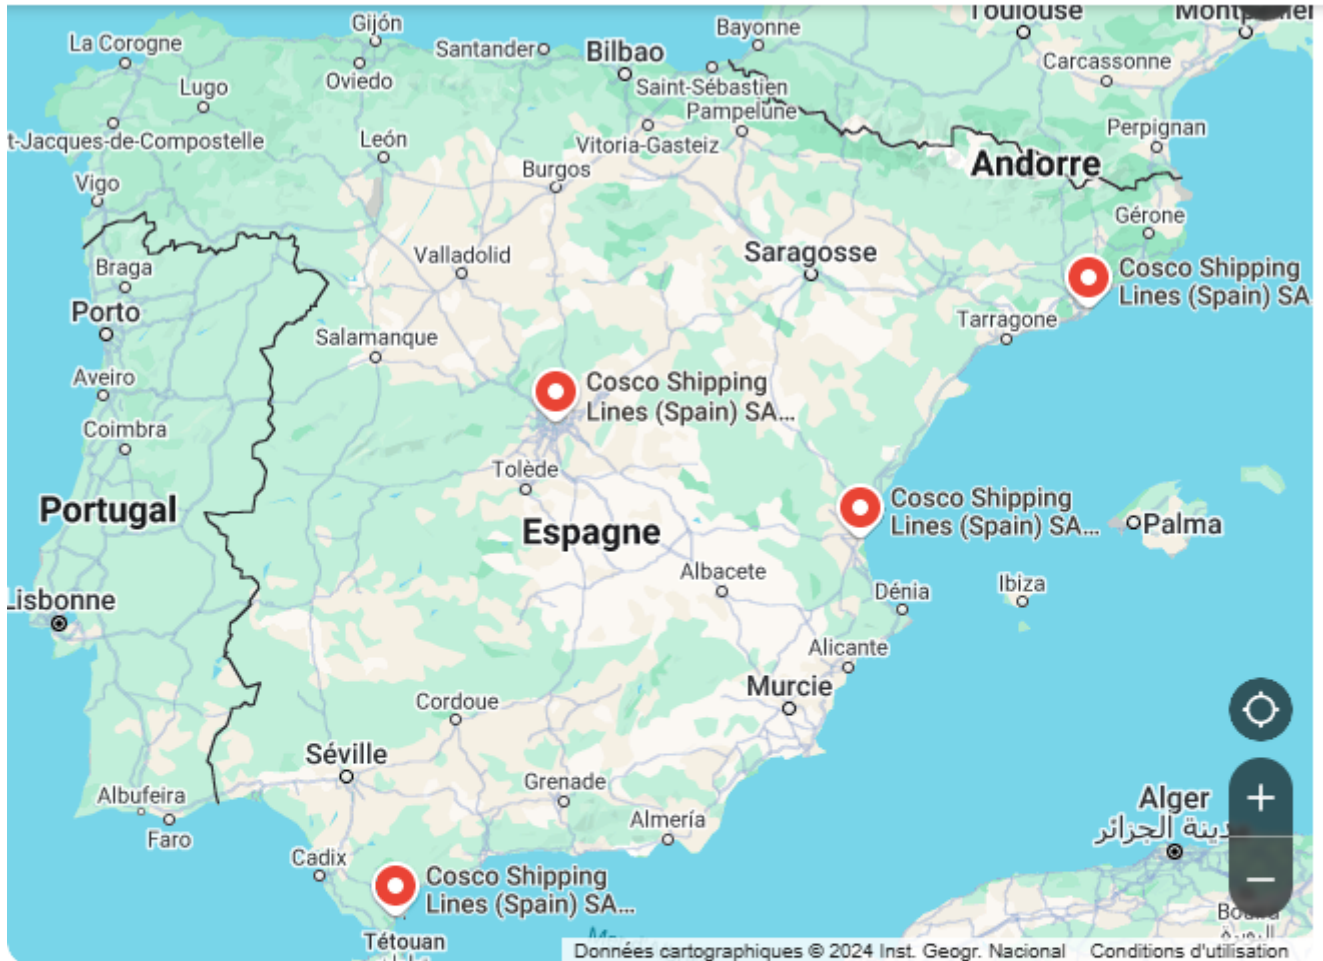 Toulouse
Gijón
La Corogne
Santander
Bilbao
Bayonne
Oviedo
Carcassonne
Lugo
Saint-Sébastien
Pampelune
t-Jacques-de-Compostelle
León
Vitoria-Gasteiz
Perpignan
Burgos
Andorre
Vigo
Gérone
Valladolid
Saragosse
Braga
Cosco Shipping
Lines (Spain) SA
Porto
Tarragone
Salamanque
Aveiro
Cosco Shipping
Lines (Spain) SA...
Coimbra
Tolède
Portugal
Espagne
Cosco Shipping
Lines (Spain) SA...
Palma
Albacete
Dénia
Ibiza
Lisbonne
Alicante
Murcie
Cordoue
Séville
Grenade
Albufeira
Alger
Almería
Faro
Cadix
Cosco Shipping
Lines (Spain) SA...
Tétouan
Données cartographiques © 2024 Inst. Geogr. Nacional
Conditions d'utilisation